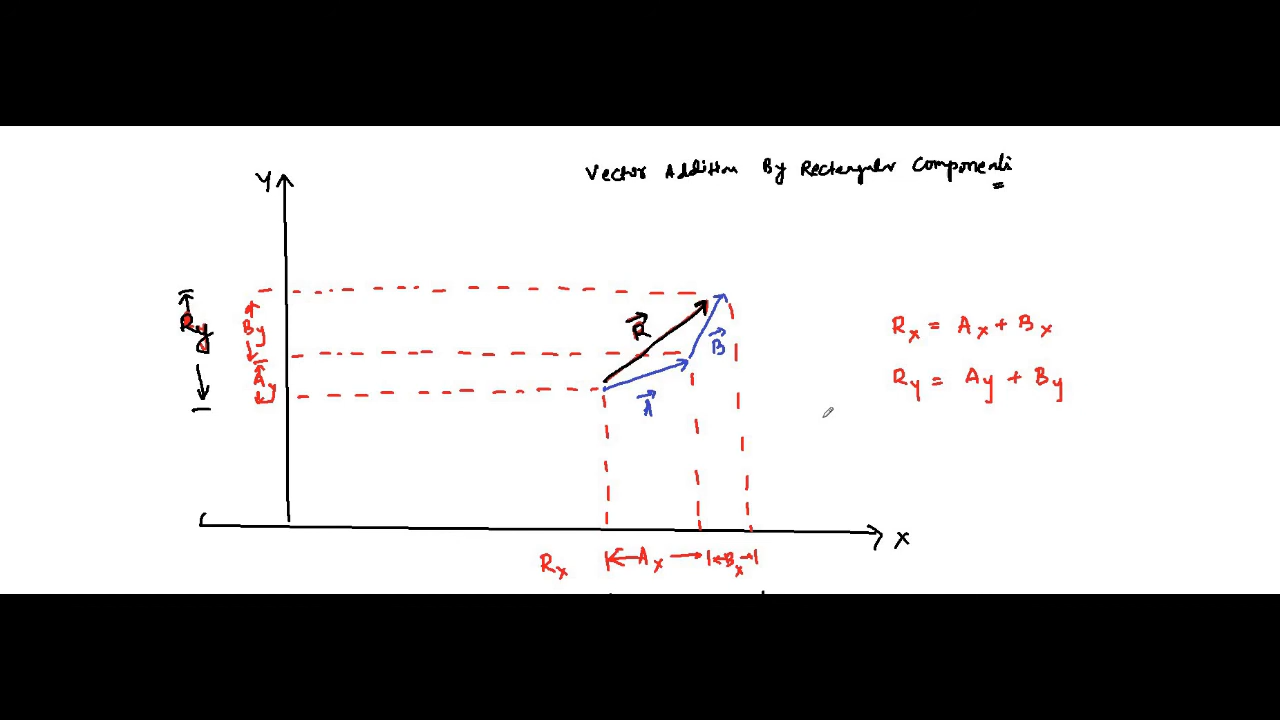 Vector Addition By Rectangular Components
Y
Ry
By
Ay
R
B
A
Rx = Ax + Bx
Ry = Ay + By
X
Rx
Ax
Bx